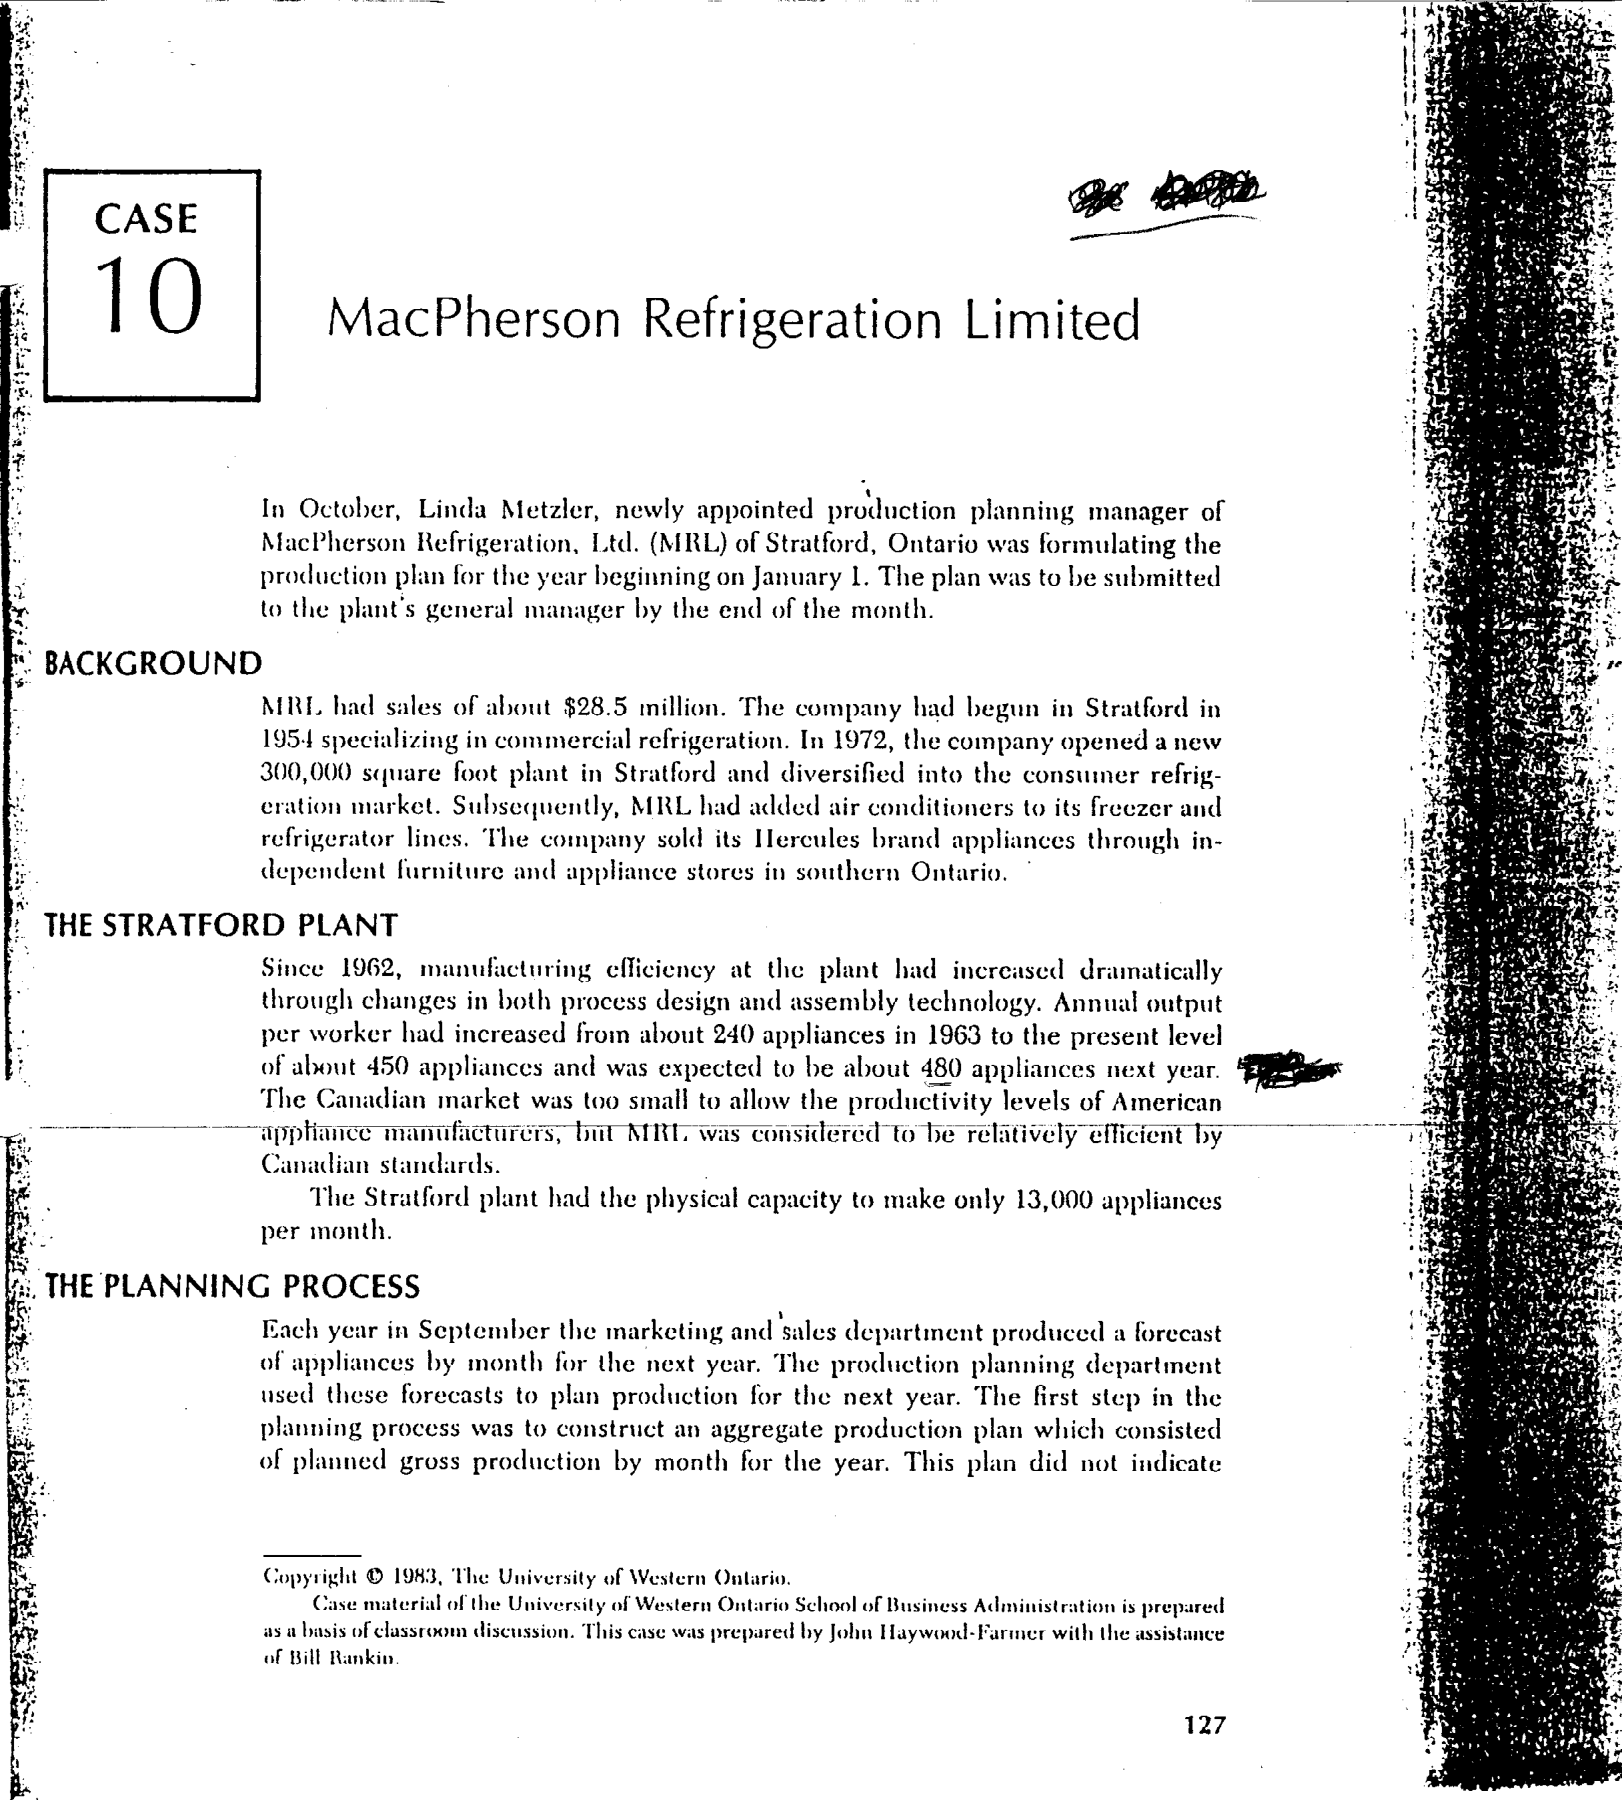 CASE
10
MacPherson Refrigeration Limited
In October, Linda Metzler, newly appointed production planning manager of
MacPherson Refrigeration, Ltd. (MRL) of Stratford, Ontario was formulating the
production plan for the year beginning on January 1. The plan was to be submitted
to the plant's general manager by the end of the month.
BACKGROUND
MRL had sales of about $28.5 million. The company had begun in Stratford in
1954 specializing in commercial refrigeration. In 1972, the company opened a new
300,000 square foot plant in Stratford and diversified into the consumer refrig-
eration market. Subsequently, MRL had added air conditioners to its freezer and
refrigerator lines. The company sold its Hercules brand appliances through in-
dependent furniture and appliance stores in southern Ontario.
THE STRATFORD PLANT
Since 1962, manufacturing efficiency at the plant had increased dramatically
through changes in both process design and assembly technology. Annual output
per worker had increased from about 240 appliances in 1963 to the present level
of about 450 appliances and was expected to be about 480 appliances next year.
The Canadian market was too small to allow the productivity levels of American
appliance manufacturers, but MRL was considered to be relatively efficient by
Canadian standards.
The Stratford plant had the physical capacity to make only 13,000 appliances
per month.
THE PLANNING PROCESS
Each year in September the marketing and sales department produced a forecast
of appliances by month for the next year. The production planning department
used these forecasts to plan production for the next year. The first step in the
planning process was to construct an aggregate production plan which consisted
of planned gross production by month for the year. This plan did not indicate
Copyright © 1983, The University of Western Ontario.
Case material of the University of Western Ontario School of Business Administration is prepared
as a basis of classroom discussion. This case was prepared by John Haywood-Farmer with the assistance
of Bill Rankin.
127